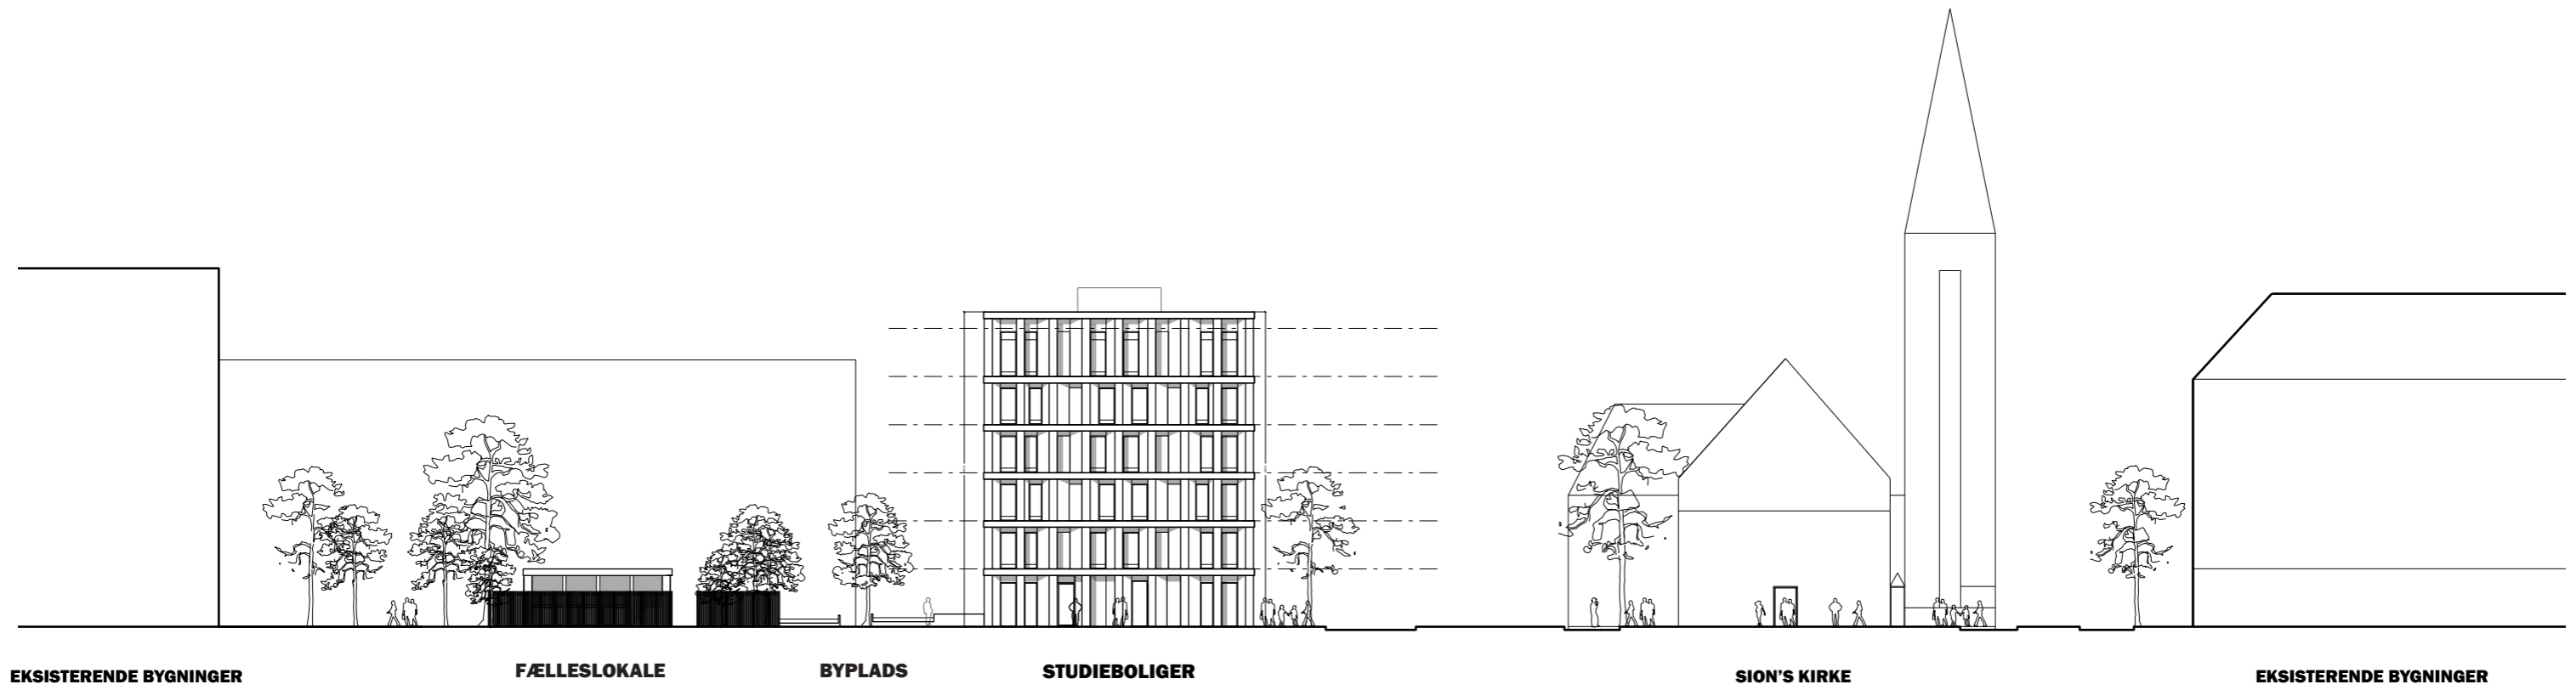 EKSISTERENDE BYGNINGER
FÆLLESLOKALE
BYPLADS
STUDIEBOLIGER
SION'S KIRKE
EKSISTERENDE BYGNINGER